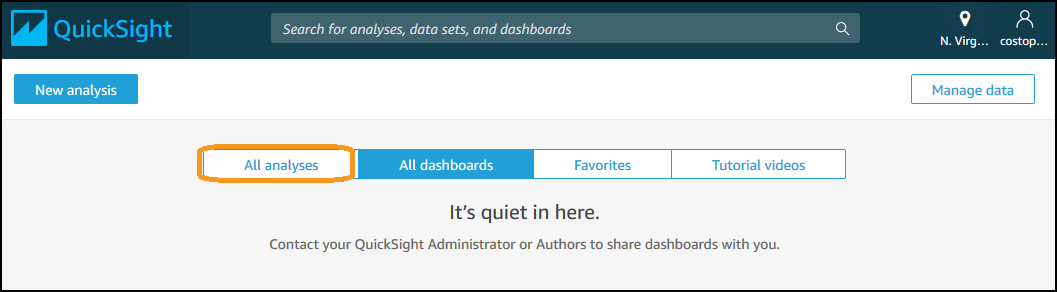 QuickSight
Search for analyses, data sets, and dashboards
N. Virg...
costop...
New analysis
Manage data
All analyses
All dashboards
Favorites
Tutorial videos
It's quiet in here.
Contact your QuickSight Administrator or Authors to share dashboards with you.